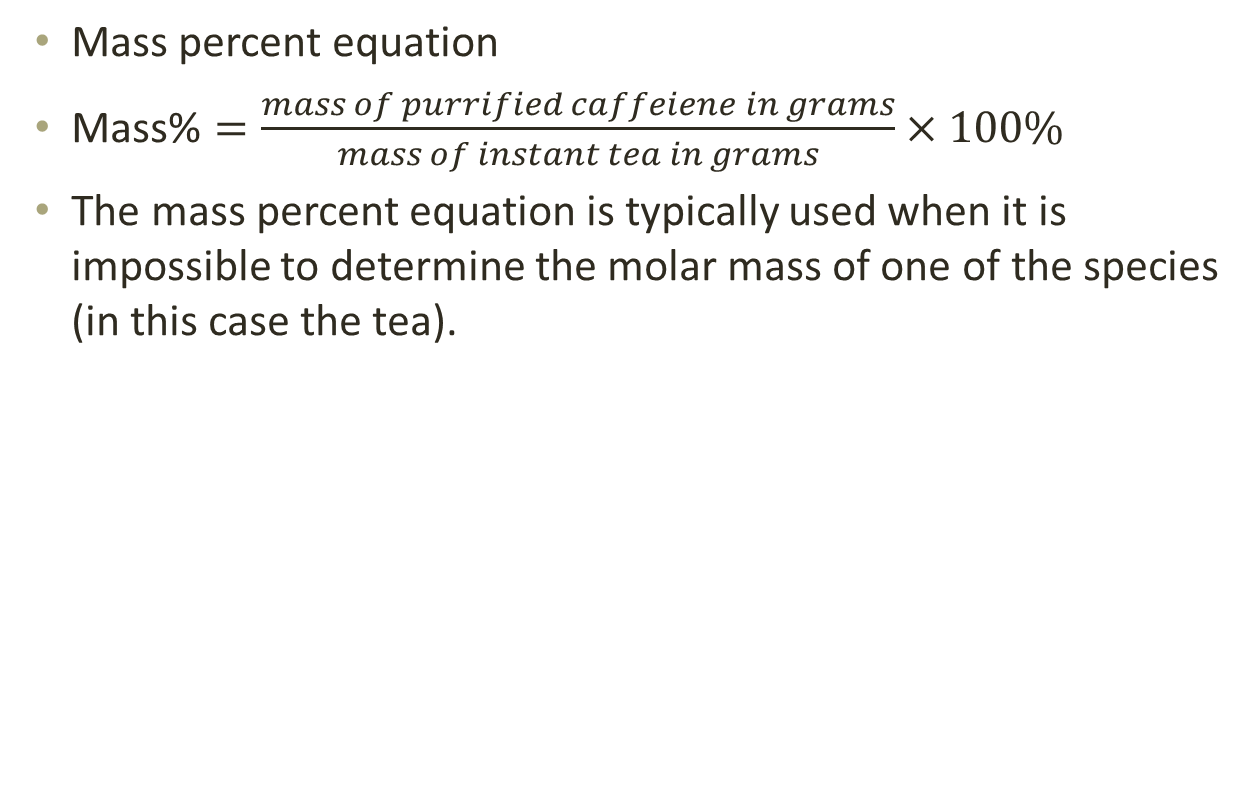 • Mass percent equation
• Mass% = mass of purrified caffeiene in grams / mass of instant tea in grams × 100%
• The mass percent equation is typically used when it is
impossible to determine the molar mass of one of the species
(in this case the tea).